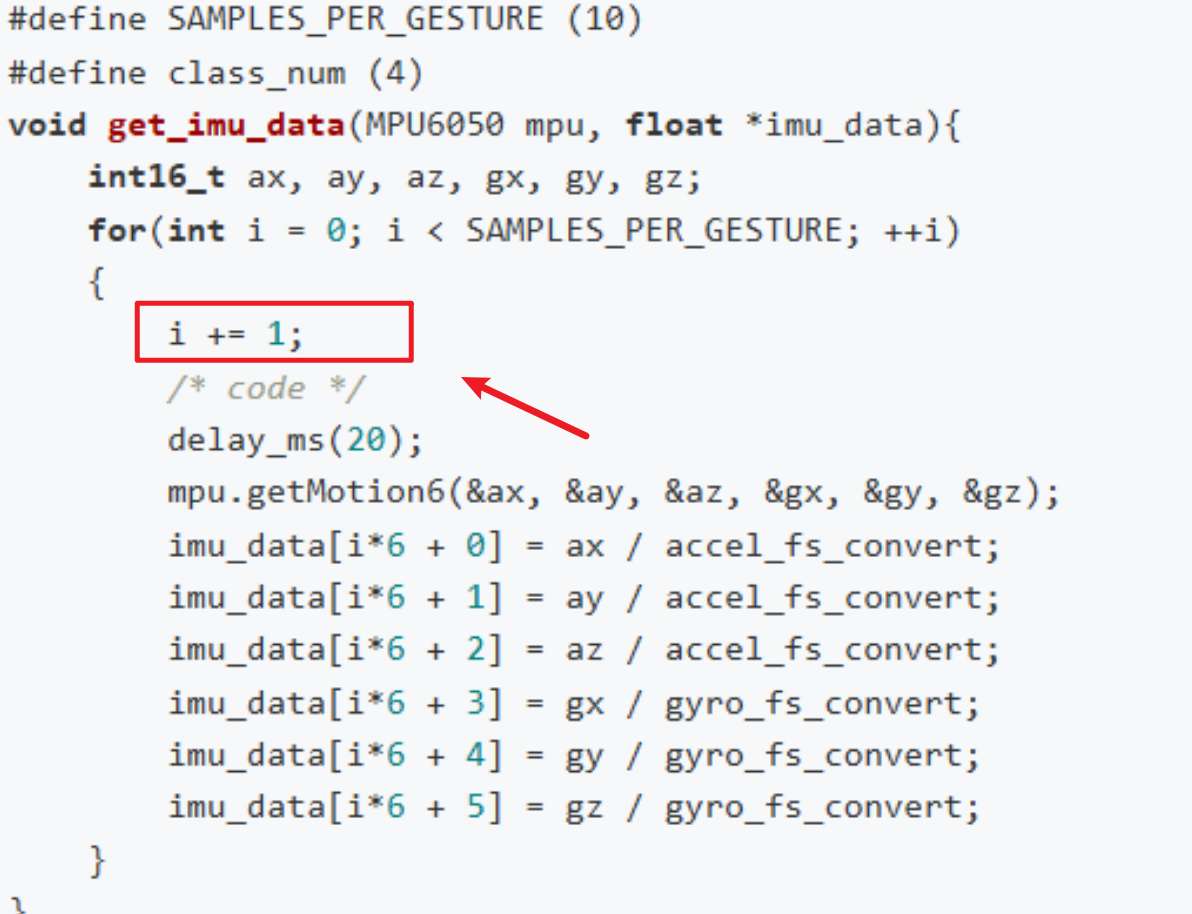 #define SAMPLES_PER_GESTURE (10)
#define class_num (4)
void get_imu_data(MPU6050 mpu, float *imu_data){
    int16_t ax, ay, az, gx, gy, gz;
    for(int i = 0; i < SAMPLES_PER_GESTURE; ++i)
    {
        i += 1;
        /* code */
        delay_ms(20);
        mpu.getMotion6(&ax, &ay, &az, &gx, &gy, &gz);
        imu_data[i*6 + 0] = ax / accel_fs_convert;
        imu_data[i*6 + 1] = ay / accel_fs_convert;
        imu_data[i*6 + 2] = az / accel_fs_convert;
        imu_data[i*6 + 3] = gx / gyro_fs_convert;
        imu_data[i*6 + 4] = gy / gyro_fs_convert;
        imu_data[i*6 + 5] = gz / gyro_fs_convert;
    }
}